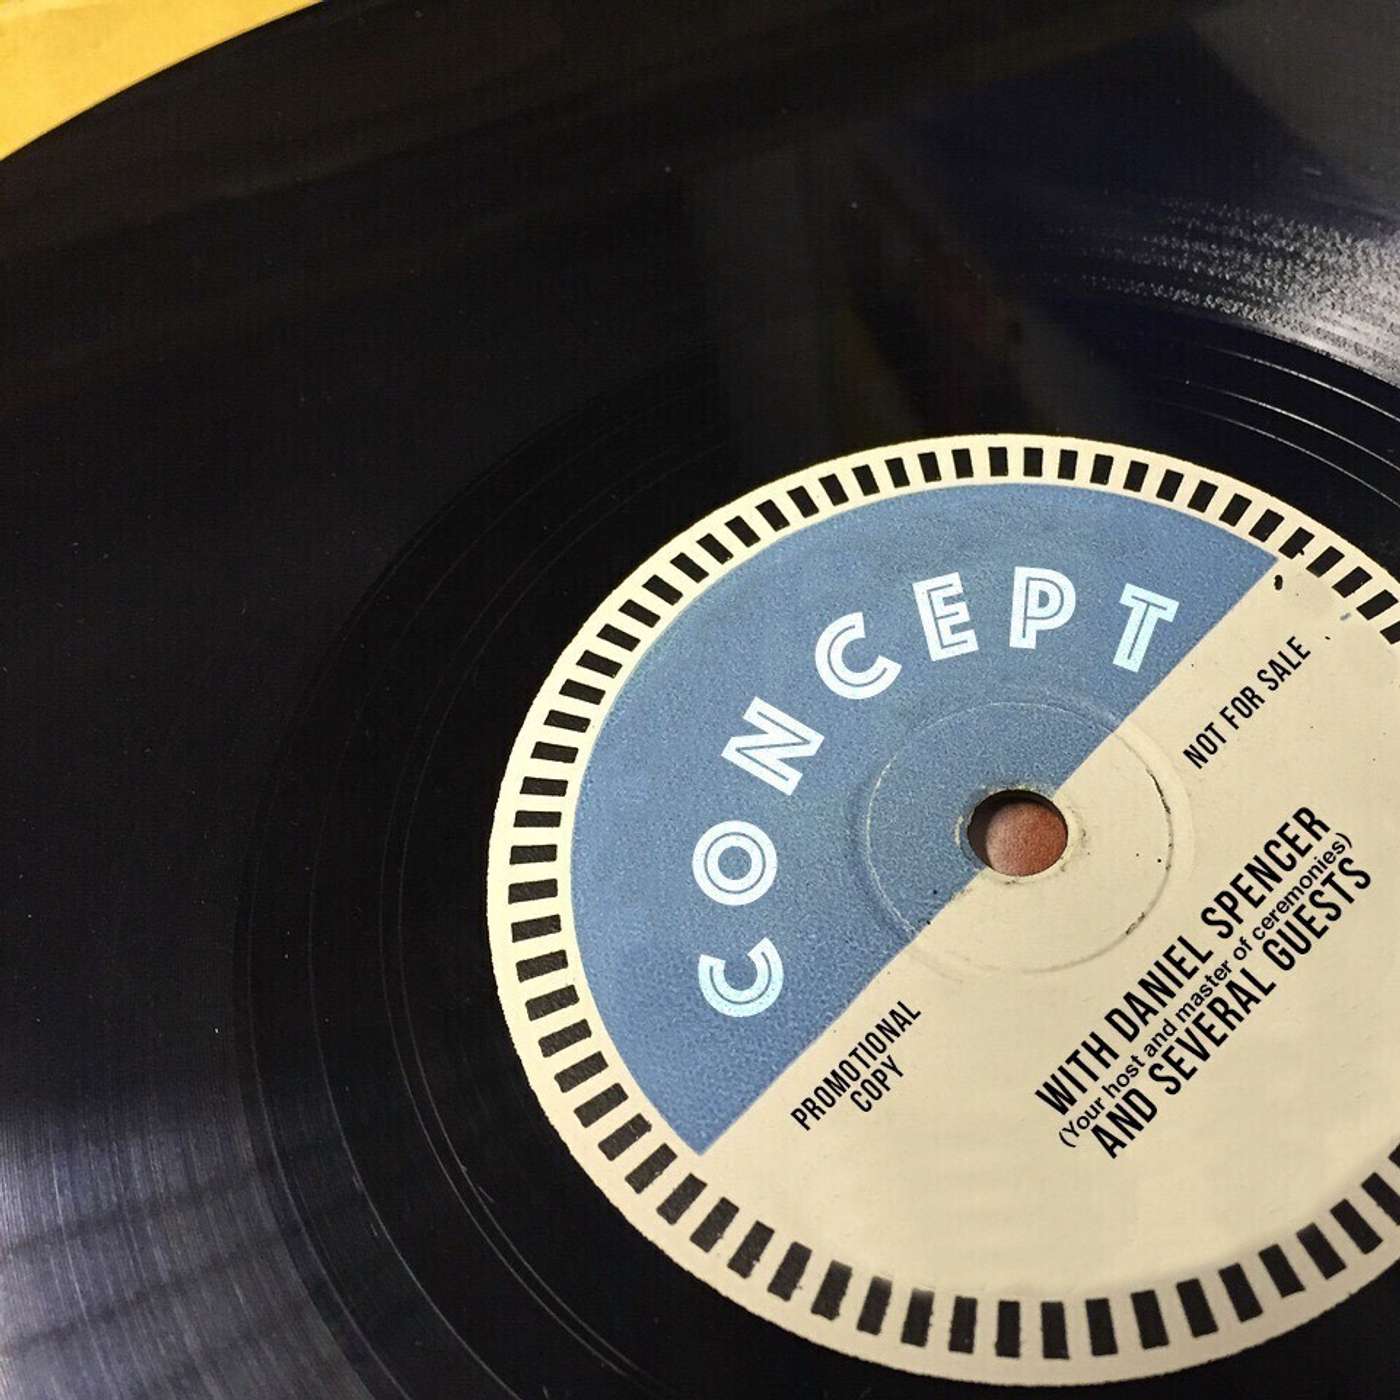 CONCEPT
NOT FOR SALE
PROMOTIONAL
COPY
WITH DANIEL SPENCER
(Your host and master of ceremonies)
AND SEVERAL GUESTS